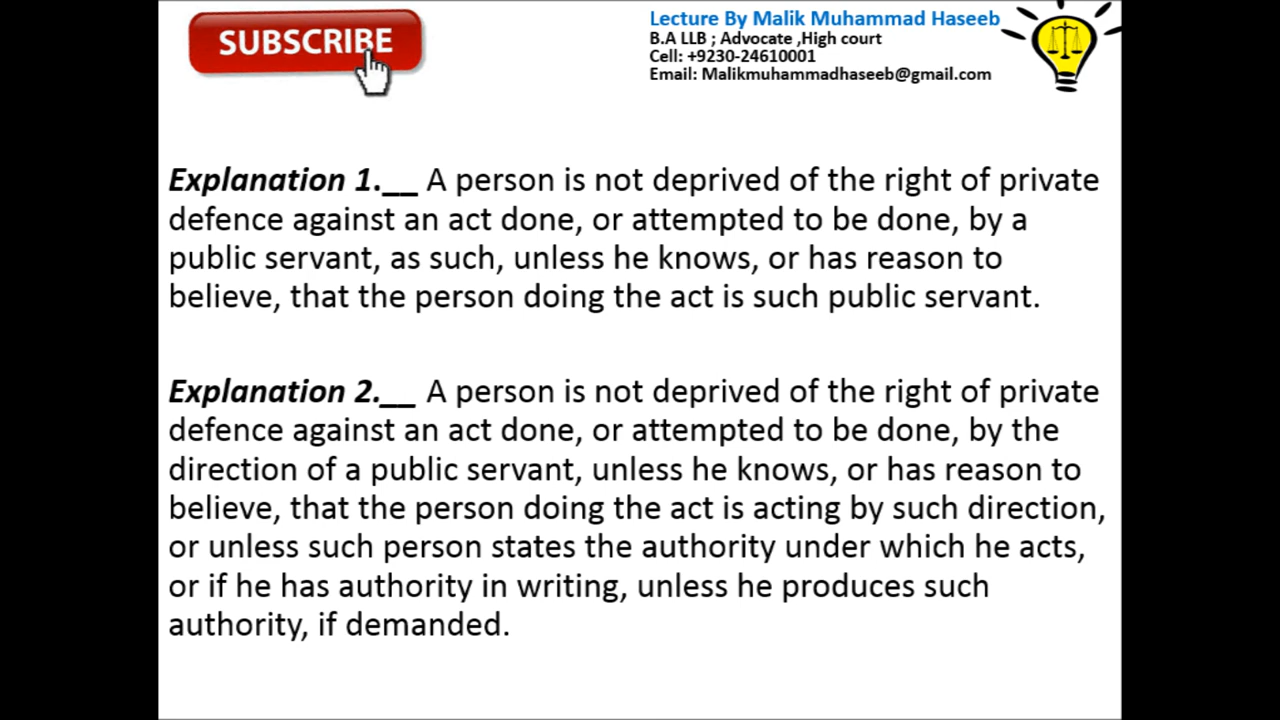 SUBSCRIBE
Lecture By Malik Muhammad Haseeb
B.A LLB ; Advocate ,High court
Cell: +9230-24610001
Email: Malikmuhammadhaseeb@gmail.com
Explanation 1.__ A person is not deprived of the right of private
defence against an act done, or attempted to be done, by a
public servant, as such, unless he knows, or has reason to
believe, that the person doing the act is such public servant.
Explanation 2.__ A person is not deprived of the right of private
defence against an act done, or attempted to be done, by the
direction of a public servant, unless he knows, or has reason to
believe, that the person doing the act is acting by such direction,
or unless such person states the authority under which he acts,
or if he has authority in writing, unless he produces such
authority, if demanded.